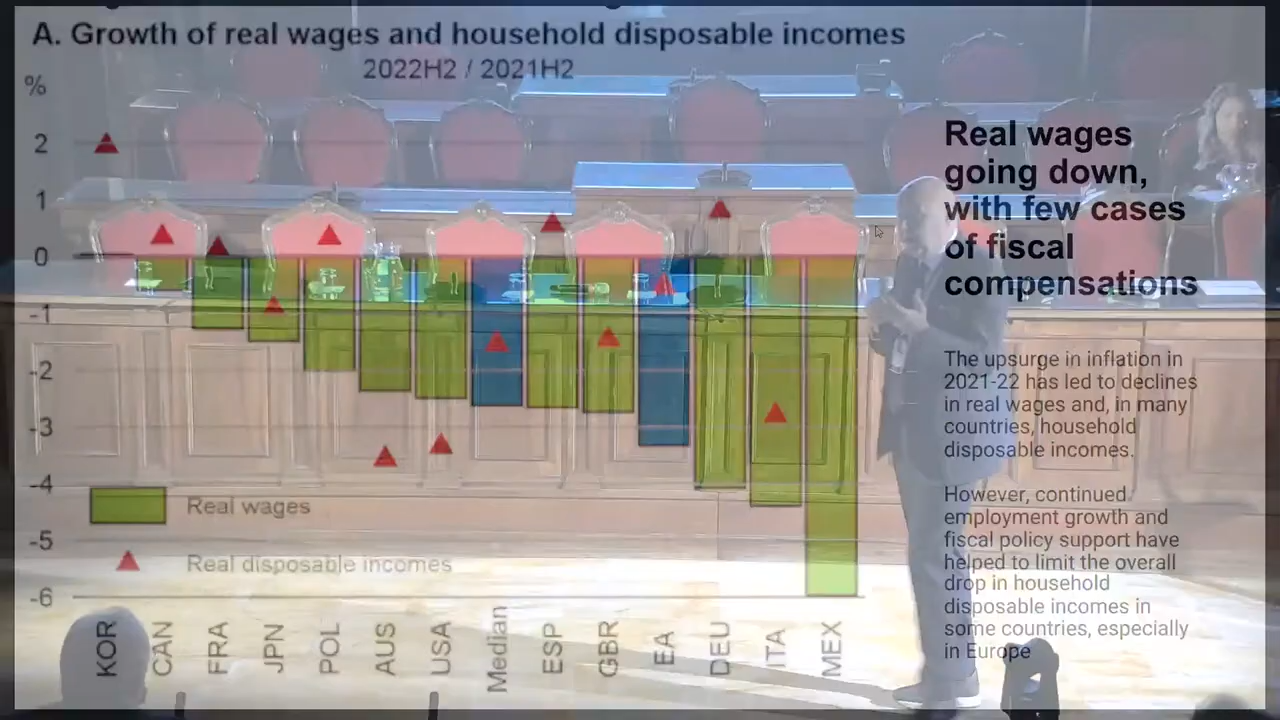 A. Growth of real wages and household disposable incomes
2022H2 / 2021H2
%
2
1
0
-1
-2
-3
-4
-5
-6
Real wages
Real disposable incomes
KOR
CAN
FRA
JPN
POL
AUS
USA
Median
ESP
GBR
EA
DEU
ITA
MEX
Real wages
going down,
with few cases
of fiscal
compensations
The upsurge in inflation in
2021-22 has led to declines
in real wages and, in many
countries, household
disposable incomes.
However, continued
employment growth and
fiscal policy support have
helped to limit the overall
drop in household
disposable incomes in
some countries, especially
in Europe